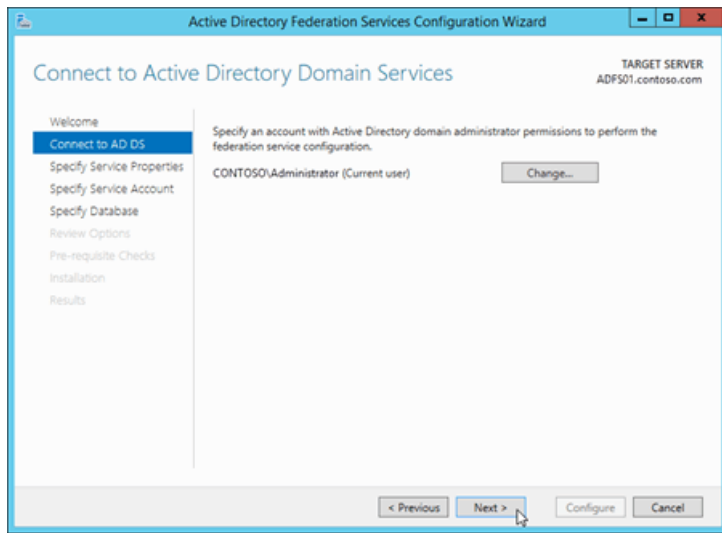 Active Directory Federation Services Configuration Wizard
Connect to Active Directory Domain Services
TARGET SERVER
ADFS01.contoso.com
Welcome
Connect to AD DS
Specify Service Properties
Specify Service Account
Specify Database
Review Options
Pre-requisite Checks
Installation
Results
Specify an account with Active Directory domain administrator permissions to perform the
federation service configuration.
CONTOSO\Administrator (Current user)
Change...
< Previous
Next >
Configure
Cancel